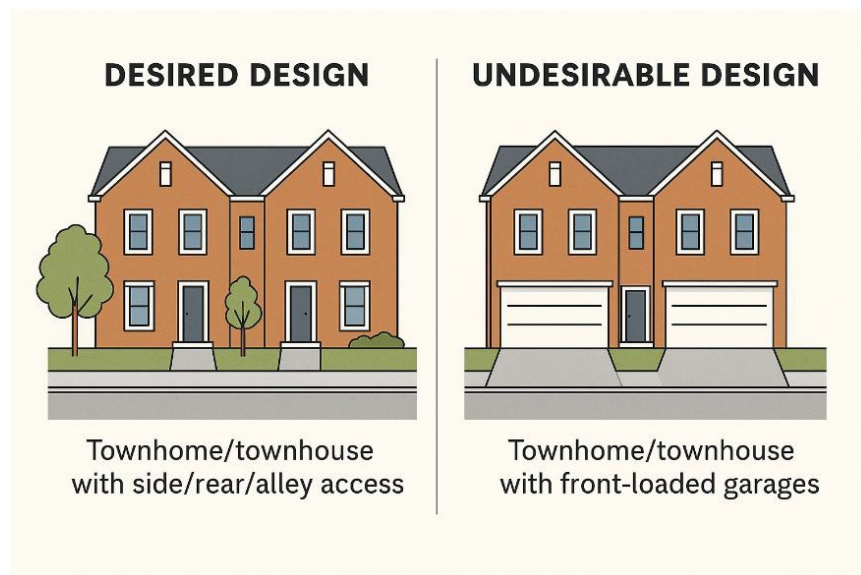 DESIRED DESIGN
Townhome/townhouse
with side/rear/alley access
UNDESIRABLE DESIGN
Townhome/townhouse
with front-loaded garages